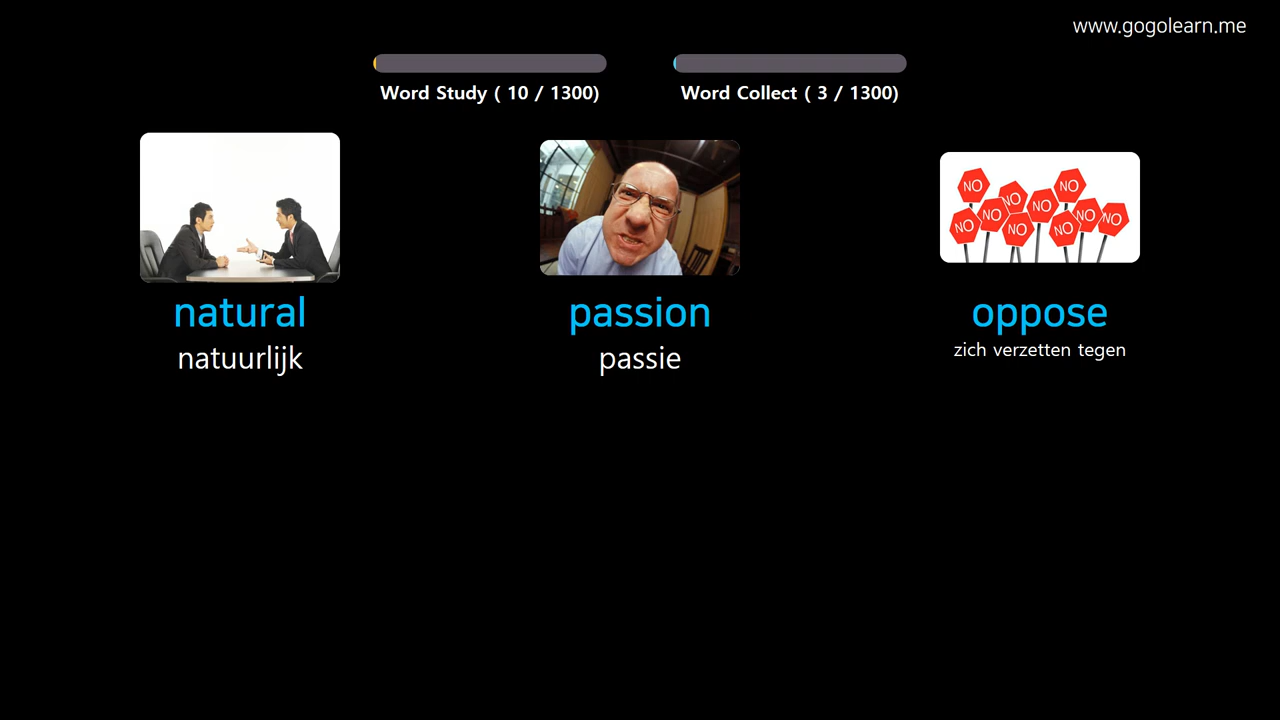 www.gogolearn.me
Word Study ( 10 / 1300)
Word Collect ( 3 / 1300)
NO NO NO NO NO NO NO NO NO NO
natural
natuurlijk
passion
passie
oppose
zich verzetten tegen